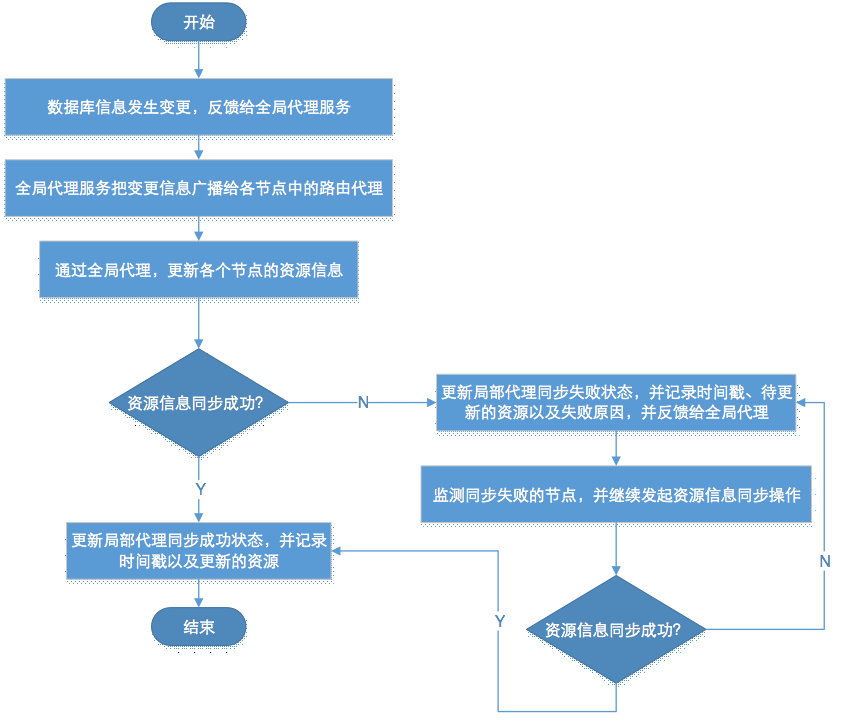 开始
数据库信息发生变更，反馈给全局代理服务
全局代理服务把变更信息广播给各节点中的路由代理
通过全局代理，更新各个节点的资源信息
资源信息同步成功？
N
更新局部代理同步失败状态，并记录时间戳、待更
新的资源以及失败原因，并反馈给全局代理
监测同步失败的节点，并继续发起资源信息同步操作
Y
更新局部代理同步成功状态，并记录
时间戳以及更新的资源
N
Y
资源信息同步成功？
结束